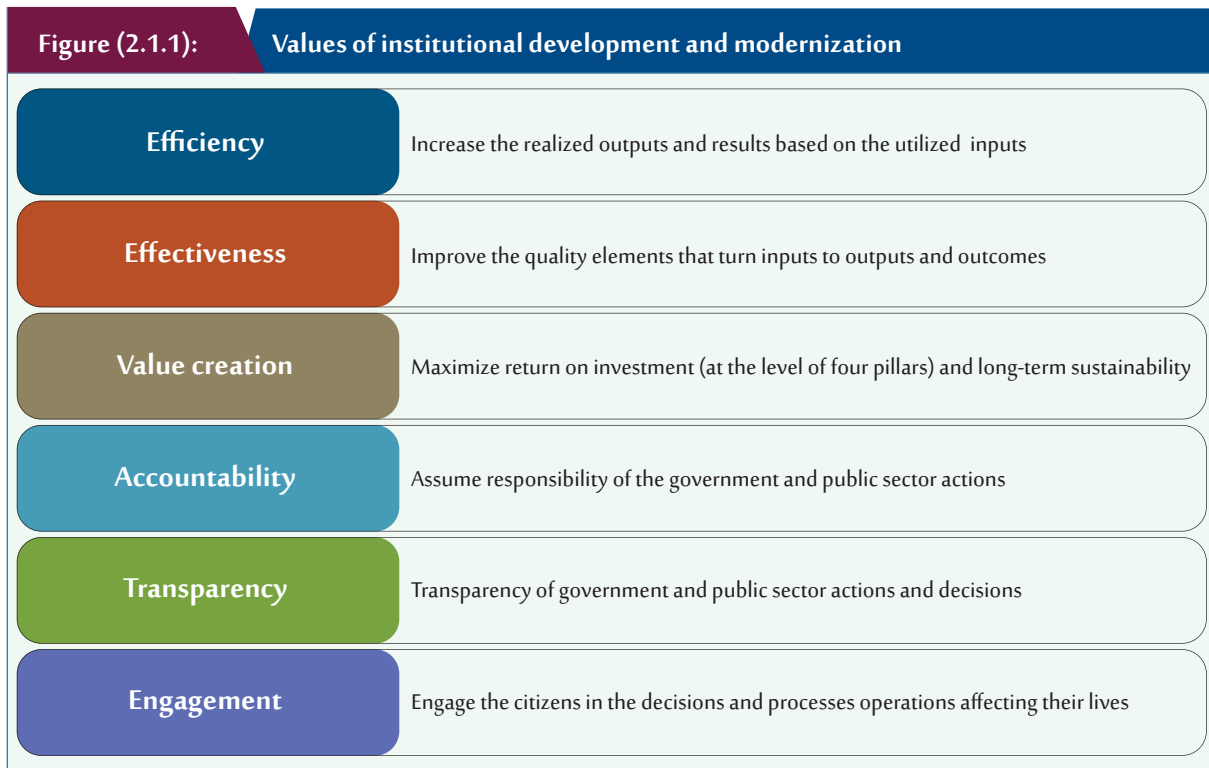 Figure (2.1.1): Values of institutional development and modernization
Efficiency
Increase the realized outputs and results based on the utilized inputs
Effectiveness
Improve the quality elements that turn inputs to outputs and outcomes
Value creation
Maximize return on investment (at the level of four pillars) and long-term sustainability
Accountability
Assume responsibility of the government and public sector actions
Transparency
Transparency of government and public sector actions and decisions
Engagement
Engage the citizens in the decisions and processes operations affecting their lives